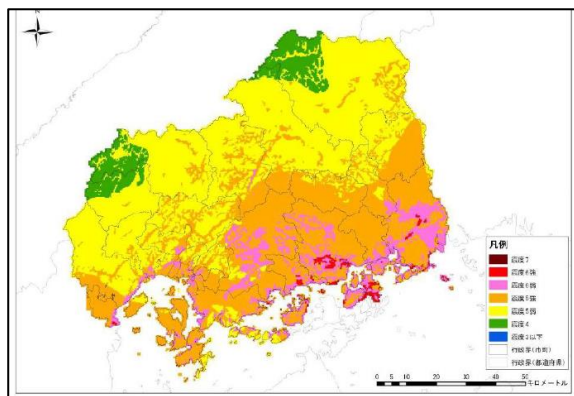 凡例
震度7
震度6強
震度6弱
震度5強
震度5弱
震度4
震度3以下
行政界(市町)
行政界(都道府県)
0 5 10 20 30 40 50
キロメートル